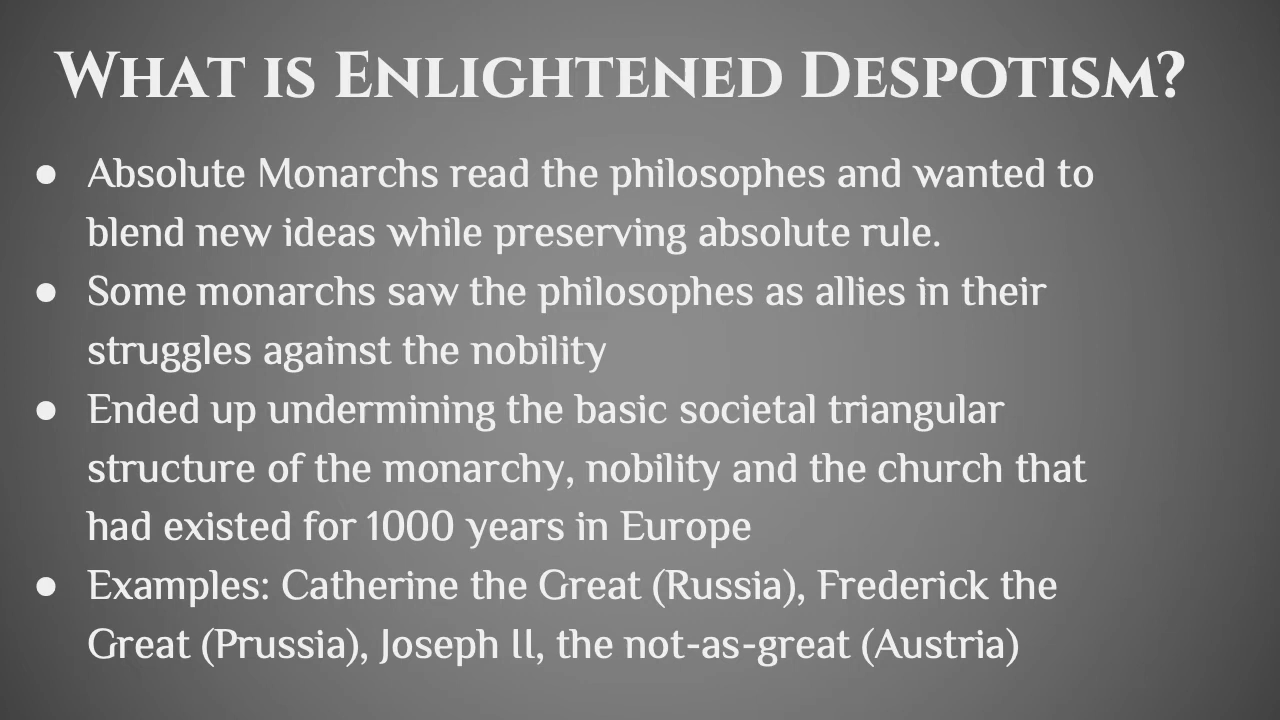 What is Enlightened Despotism?
● Absolute Monarchs read the philosophes and wanted to
blend new ideas while preserving absolute rule.
● Some monarchs saw the philosophes as allies in their
struggles against the nobility
● Ended up undermining the basic societal triangular
structure of the monarchy, nobility and the church that
had existed for 1000 years in Europe
● Examples: Catherine the Great (Russia), Frederick the
Great (Prussia), Joseph II, the not-as-great (Austria)